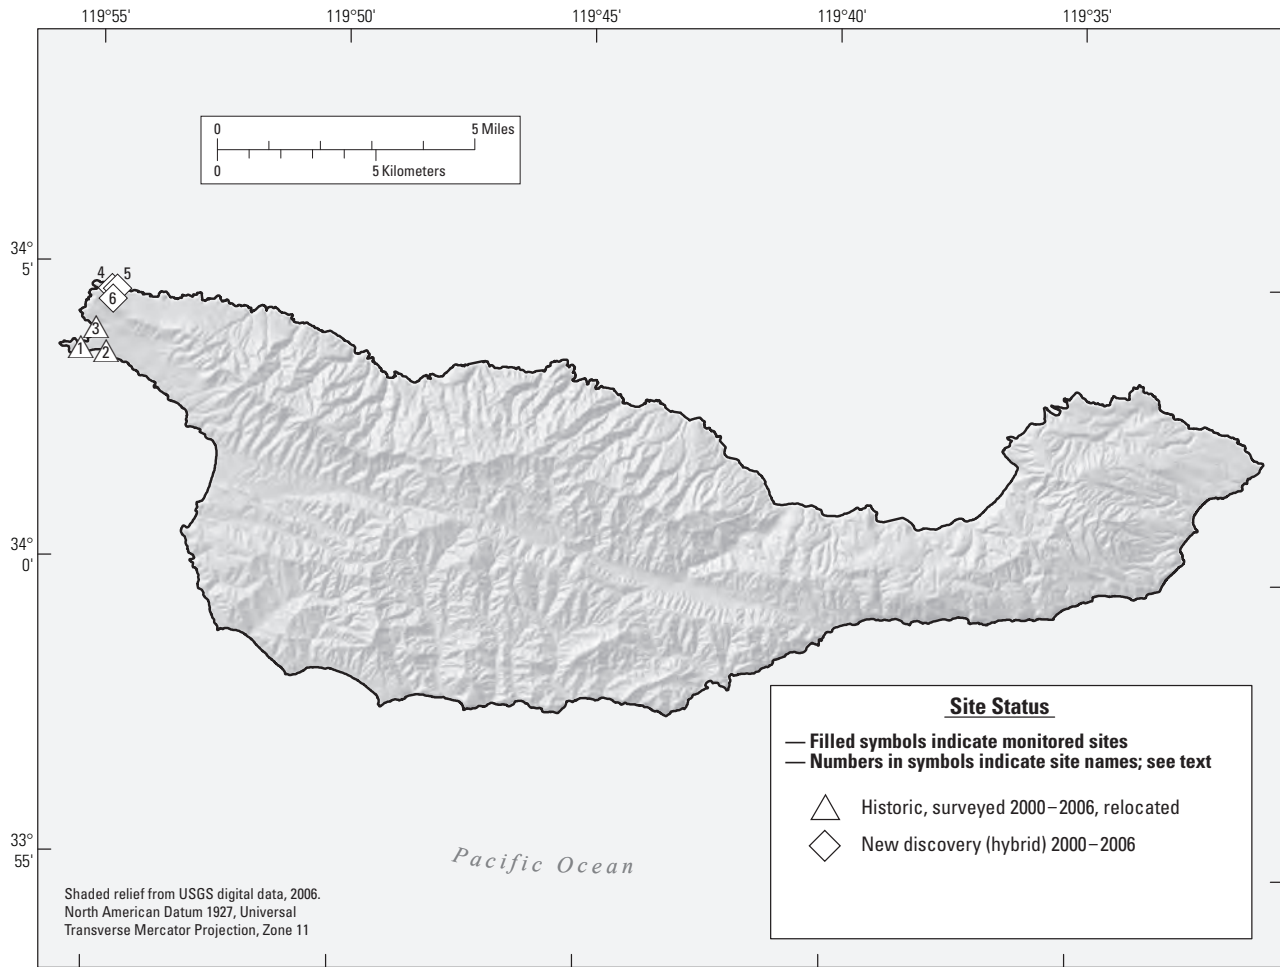 119°55' 119°50' 119°45' 119°40' 119°35'
0 5 Miles
0 5 Kilometers
34°
5'
4 5
6
3
1 2
34°
0'
33°
55'
Pacific Ocean
Site Status
— Filled symbols indicate monitored sites
— Numbers in symbols indicate site names; see text
Historic, surveyed 2000–2006, relocated
New discovery (hybrid) 2000–2006
Shaded relief from USGS digital data, 2006.
North American Datum 1927, Universal
Transverse Mercator Projection, Zone 11